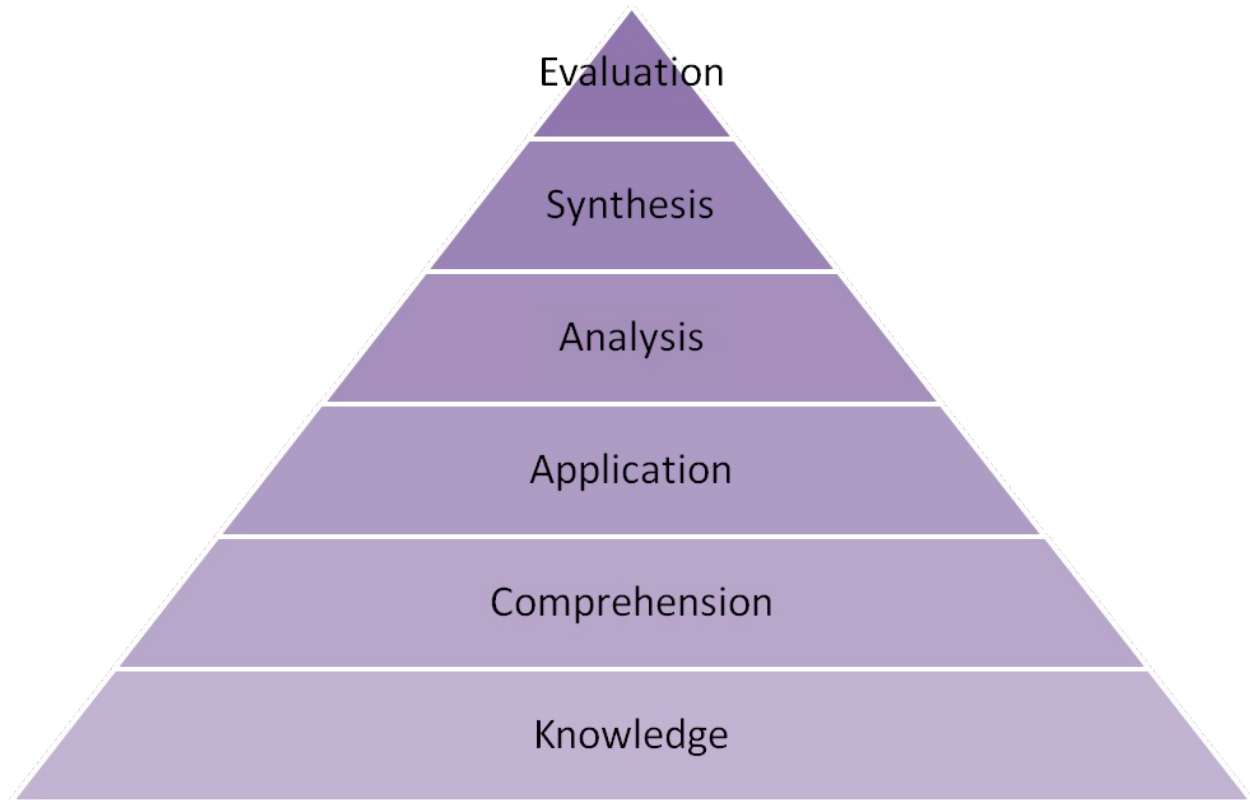 Evaluation
Synthesis
Analysis
Application
Comprehension
Knowledge